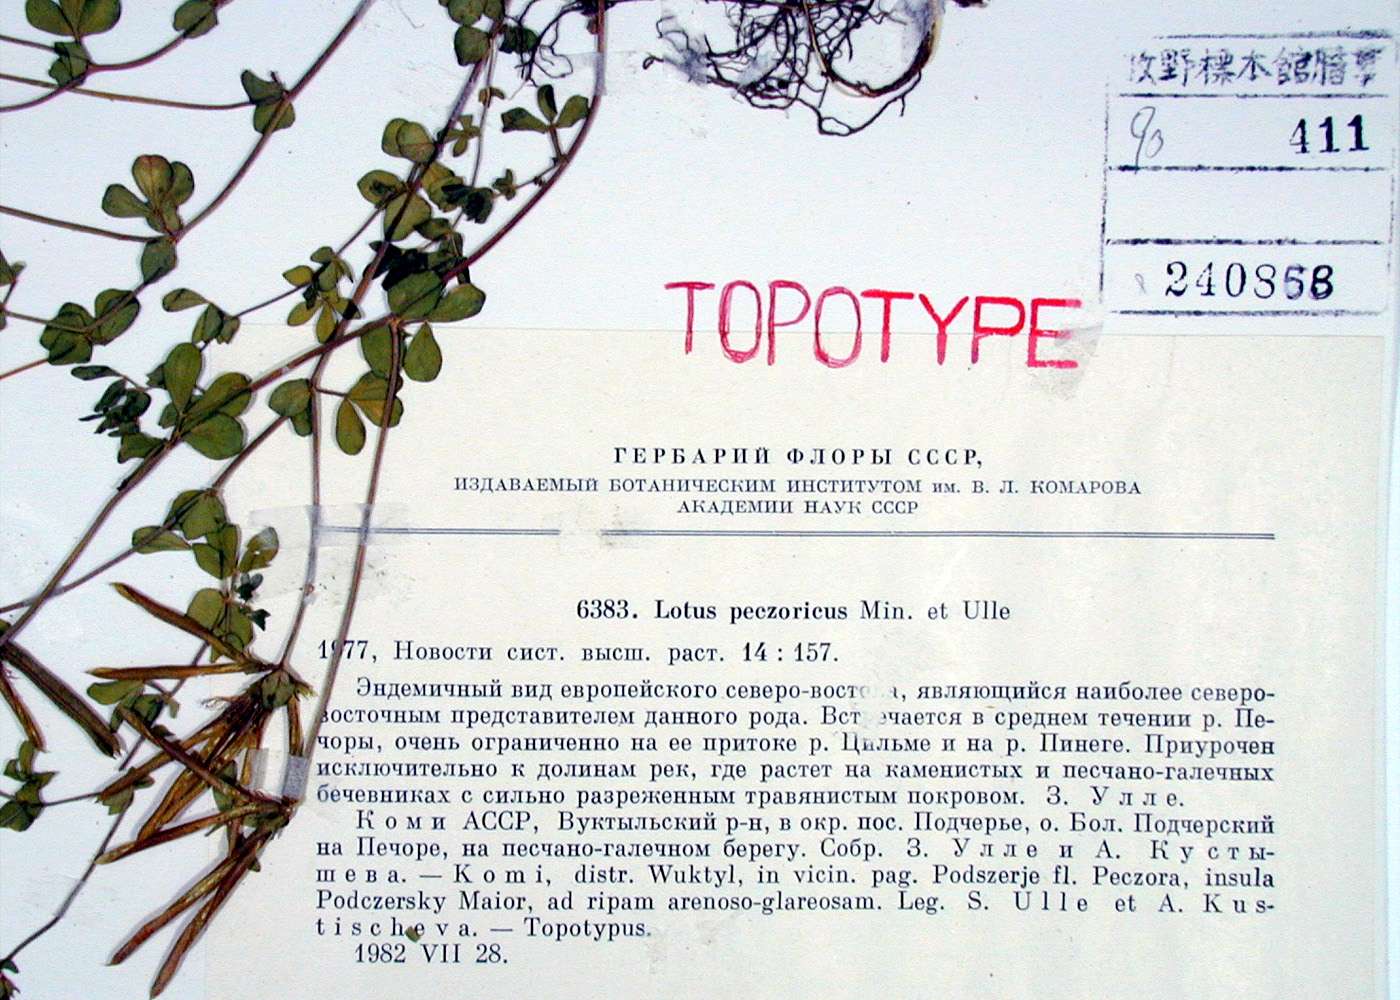 牧野標本館
411
240868
TOPOTYPE
ГЕРБАРИЙ ФЛОРЫ СССР,
ИЗДАВАЕМЫЙ БОТАНИЧЕСКИМ ИНСТИТУТОМ им. В. Л. КОМАРОВА
АКАДЕМИИ НАУК СССР
6383. Lotus peczoricus Min. et Ulle
1977, Новости сист. высш. раст. 14 : 157.
Эндемичный вид европейского северо-востока, являющийся наиболее северо-
восточным представителем данного рода. Встречается в среднем течении р. Пе-
чоры, очень ограниченно на ее притоке р. Цильме и на р. Пинеге. Приурочен
исключительно к долинам рек, где растет на каменистых и песчано-галечных
бечевниках с сильно разреженным травянистым покровом. З. Улле.
Коми АССР, Вуктыльский р-н, в окр. пос. Подчерье, о. Бол. Подчерский
на Печоре, на песчано-галечном берегу. Собр. З. Улле и А. Кусты-
шева. — Komi, distr. Wuktyl, in vicin. pag. Podszerje fl. Peczora, insula
Podczersky Maior, ad ripam arenoso-glareosam. Leg. S. Ulle et A. Kus-
tischeva. — Topotypus.
1982 VII 28.